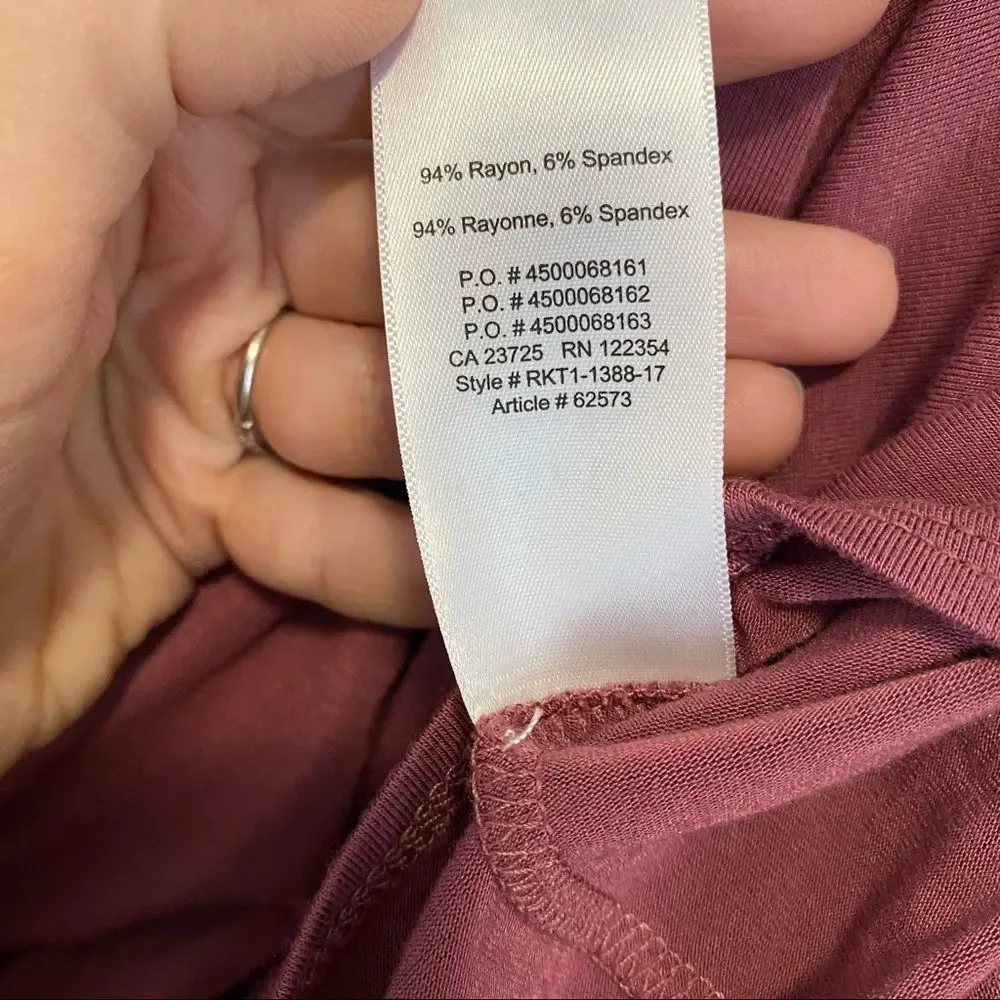 94% Rayon, 6% Spandex
94% Rayonne, 6% Spandex
P.O. # 4500068161
P.O. # 4500068162
P.O. # 4500068163
CA 23725 RN 122354
Style # RKT1-1388-17
Article # 62573